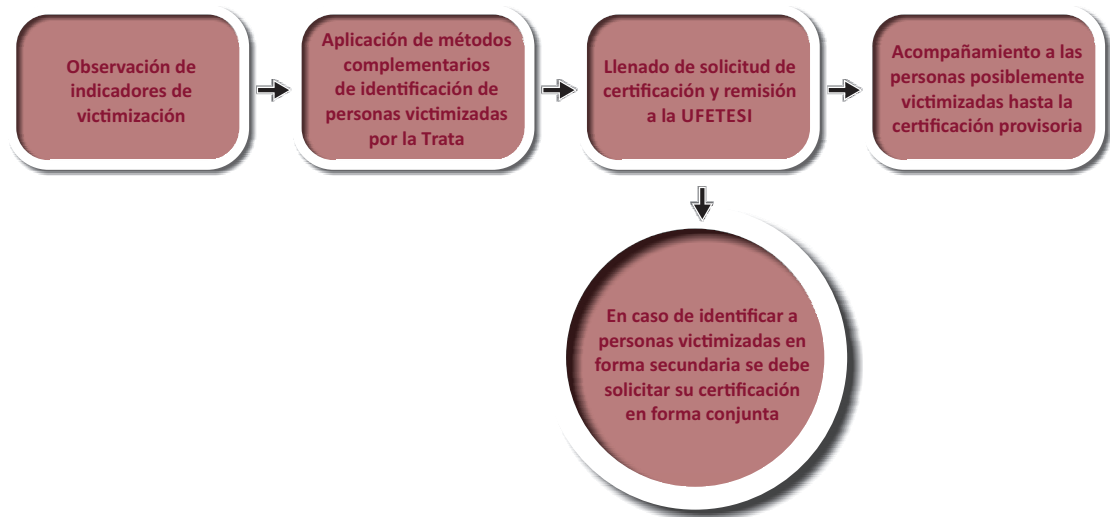 Observación de
indicadores de
victimización
Aplicación de métodos
complementarios
de identificación de
personas victimizadas
por la Trata
Llenado de solicitud de
certificación y remisión
a la UFETESI
Acompañamiento a las
personas posiblemente
victimizadas hasta la
certificación provisoria
En caso de identificar a
personas victimizadas en
forma secundaria se debe
solicitar su certificación
en forma conjunta